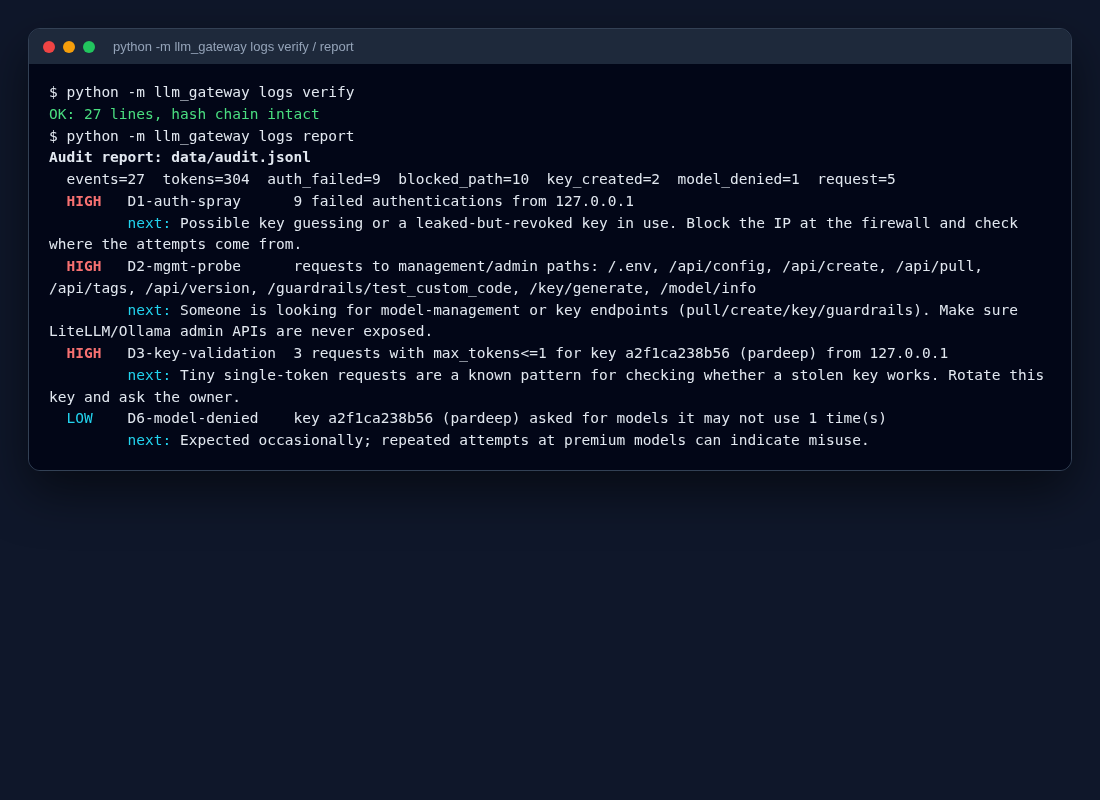 python -m llm_gateway logs verify / report
$ python -m llm_gateway logs verify
OK: 27 lines, hash chain intact
$ python -m llm_gateway logs report
Audit report: data/audit.jsonl
  events=27  tokens=304  auth_failed=9  blocked_path=10  key_created=2  model_denied=1  request=5
  HIGH   D1-auth-spray      9 failed authentications from 127.0.0.1
         next: Possible key guessing or a leaked-but-revoked key in use. Block the IP at the firewall and check
where the attempts come from.
  HIGH   D2-mgmt-probe      requests to management/admin paths: /.env, /api/config, /api/create, /api/pull,
/api/tags, /api/version, /guardrails/test_custom_code, /key/generate, /model/info
         next: Someone is looking for model-management or key endpoints (pull/create/key/guardrails). Make sure
LiteLLM/Ollama admin APIs are never exposed.
  HIGH   D3-key-validation  3 requests with max_tokens<=1 for key a2f1ca238b56 (pardeep) from 127.0.0.1
         next: Tiny single-token requests are a known pattern for checking whether a stolen key works. Rotate this
key and ask the owner.
  LOW    D6-model-denied    key a2f1ca238b56 (pardeep) asked for models it may not use 1 time(s)
         next: Expected occasionally; repeated attempts at premium models can indicate misuse.